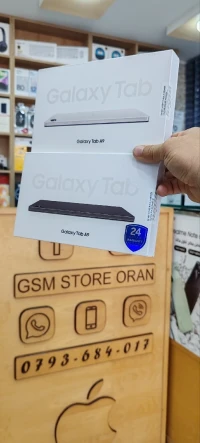 Galaxy Tab
Galaxy Tab A9
Galaxy Tab
Galaxy Tab A9
24
GSM STORE ORAN
0793-684-017